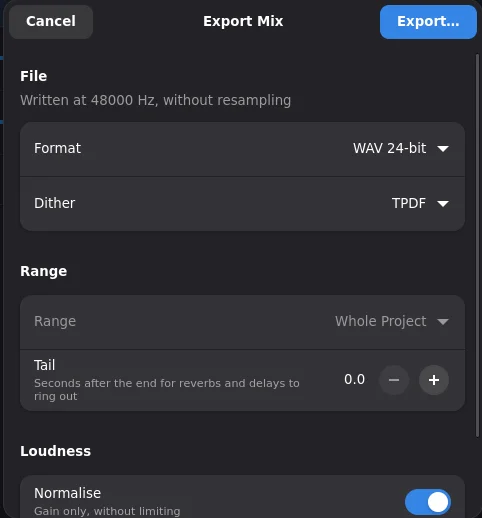 Cancel
Export Mix
Export...
File
Written at 48000 Hz, without resampling
Format
WAV 24-bit
Dither
TPDF
Range
Range
Whole Project
Tail
Seconds after the end for reverbs and delays to
ring out
0.0
Loudness
Normalise
Gain only, without limiting